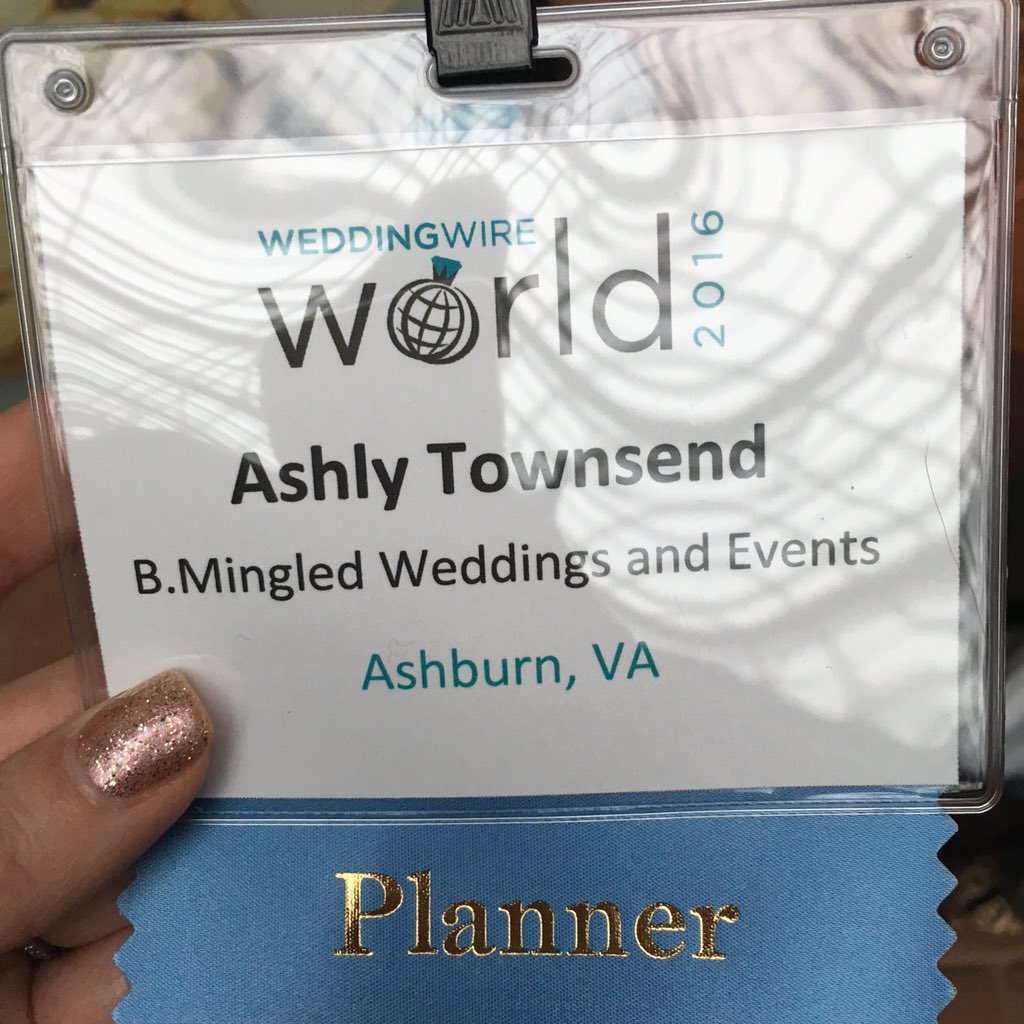 WEDDINGWIRE
world 2016
Ashly Townsend
B.Mingled Weddings and Events
Ashburn, VA
Planner